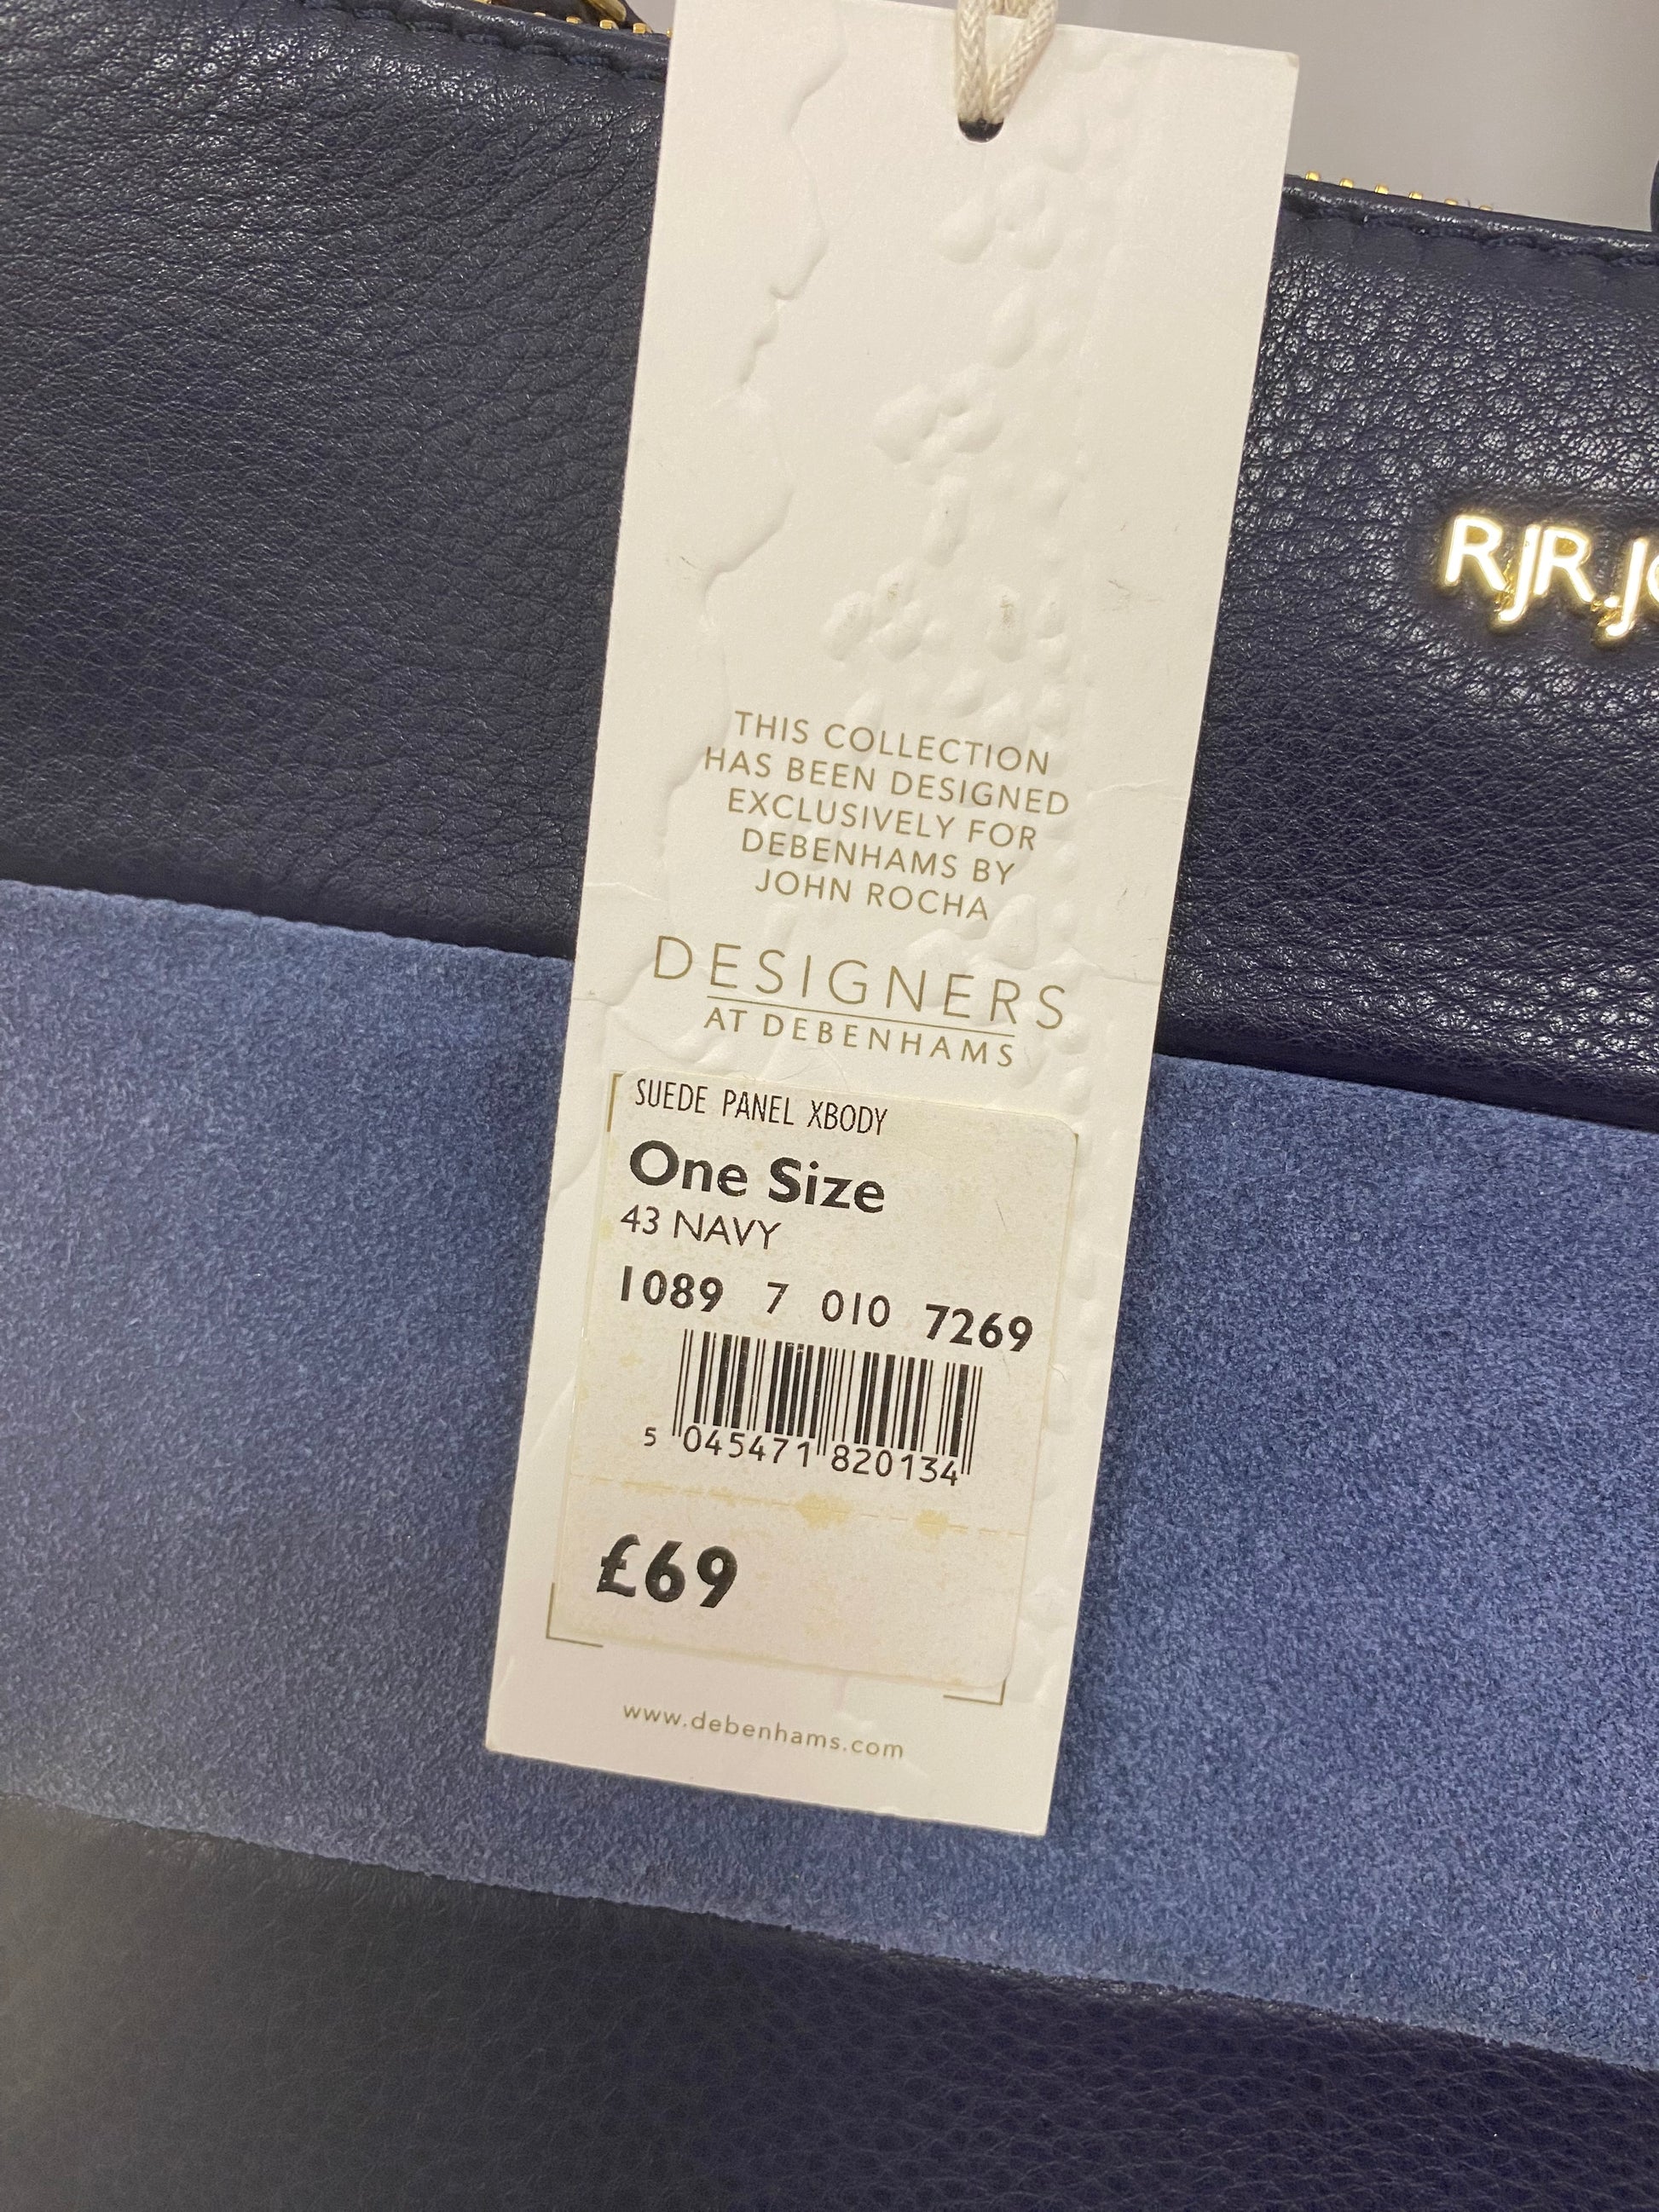 RJR.J
THIS COLLECTION
HAS BEEN DESIGNED
EXCLUSIVELY FOR
DEBENHAMS BY
JOHN ROCHA
DESIGNERS
AT DEBENHAMS
SUEDE PANEL XBODY
One Size
43 NAVY
1089 7 010 7269
5 045471 820134
£69
www.debenhams.com